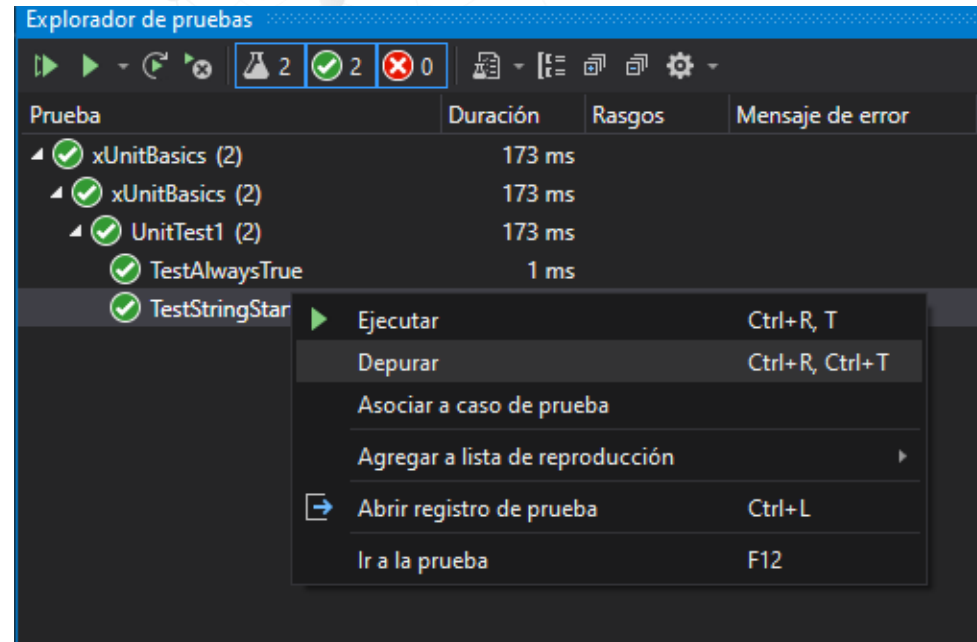 Explorador de pruebas
2 2 0
Prueba Duración Rasgos Mensaje de error
xUnitBasics (2) 173 ms
xUnitBasics (2) 173 ms
UnitTest1 (2) 173 ms
TestAlwaysTrue 1 ms
TestStringStar
Ejecutar Ctrl+R, T
Depurar Ctrl+R, Ctrl+T
Asociar a caso de prueba
Agregar a lista de reproducción
Abrir registro de prueba Ctrl+L
Ir a la prueba F12